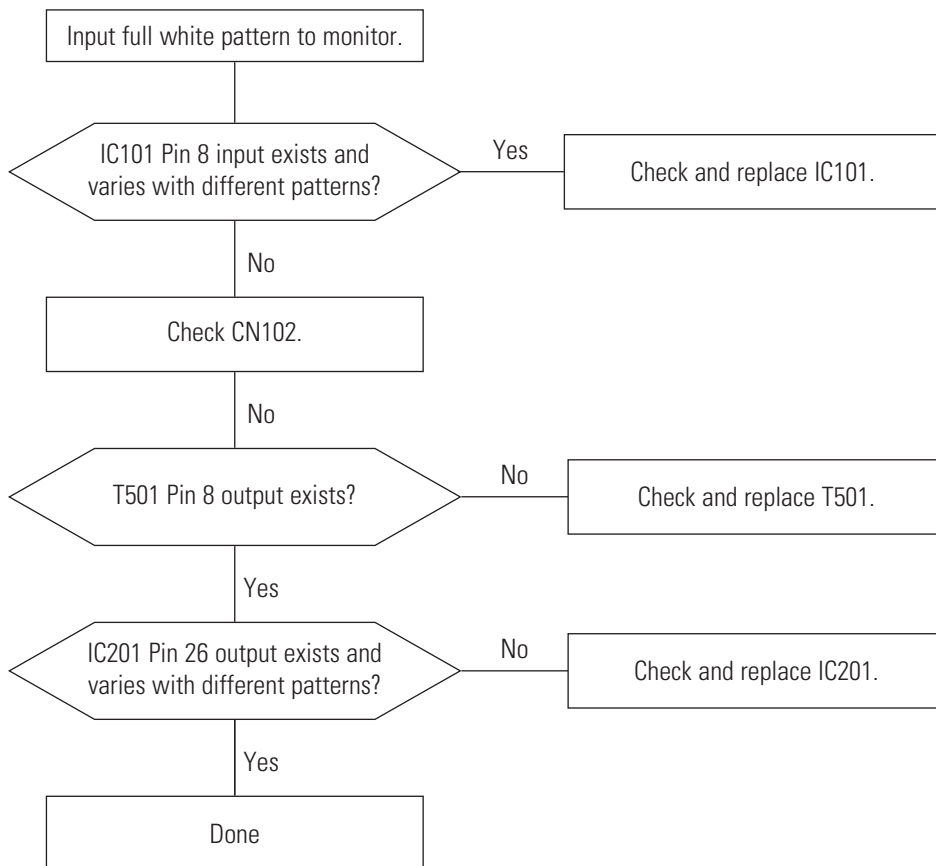 Input full white pattern to monitor.
IC101 Pin 8 input exists and
varies with different patterns?
Yes
Check and replace IC101.
No
Check CN102.
No
T501 Pin 8 output exists?
No
Check and replace T501.
Yes
IC201 Pin 26 output exists and
varies with different patterns?
No
Check and replace IC201.
Yes
Done